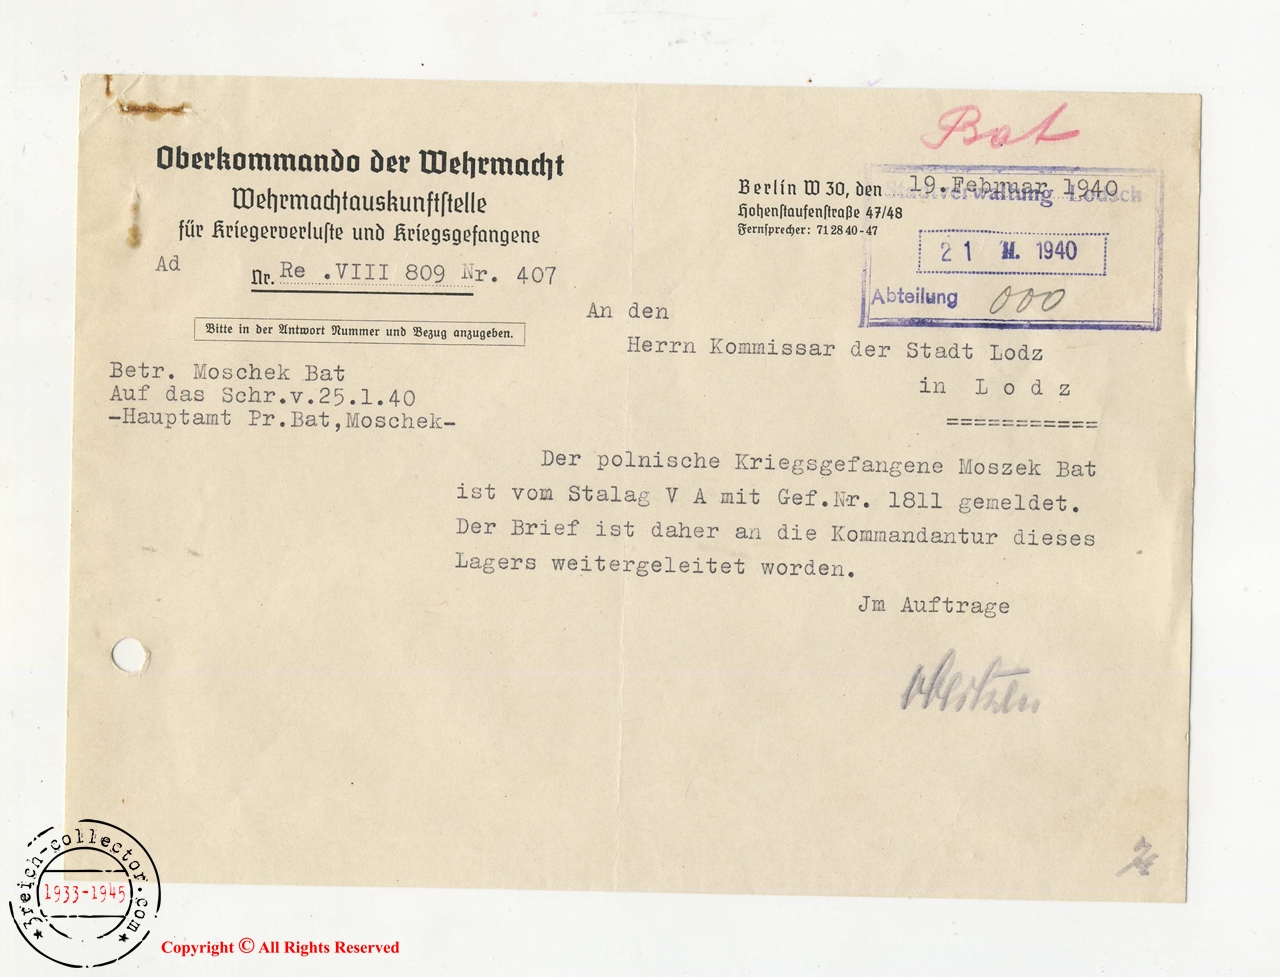 Bat
Oberkommando der Wehrmacht
Wehrmachtauskunftstelle
für Kriegerverluste und Kriegsgefangene
Ad
Nr. Re .VIII 809 Nr. 407
Bitte in der Antwort Nummer und Bezug anzugeben.
Berlin W 30, den 19.Februar 1940
Hohenstaufenstraße 47/48
Fernsprecher: 71 28 40-47
Stadtverwaltung Lodsch
21 II. 1940
Abteilung 000
An den
Herrn Kommissar der Stadt Lodz
in L o d z
===========
Betr. Moschek Bat
Auf das Schr.v.25.1.40
-Hauptamt Pr.Bat,Moschek-
Der polnische Kriegsgefangene Moszek Bat
ist vom Stalag V A mit Gef.Nr. 1811 gemeldet.
Der Brief ist daher an die Kommandantur dieses
Lagers weitergeleitet worden.
Jm Auftrage
3reich-collector.com
1933-1945
Copyright © All Rights Reserved